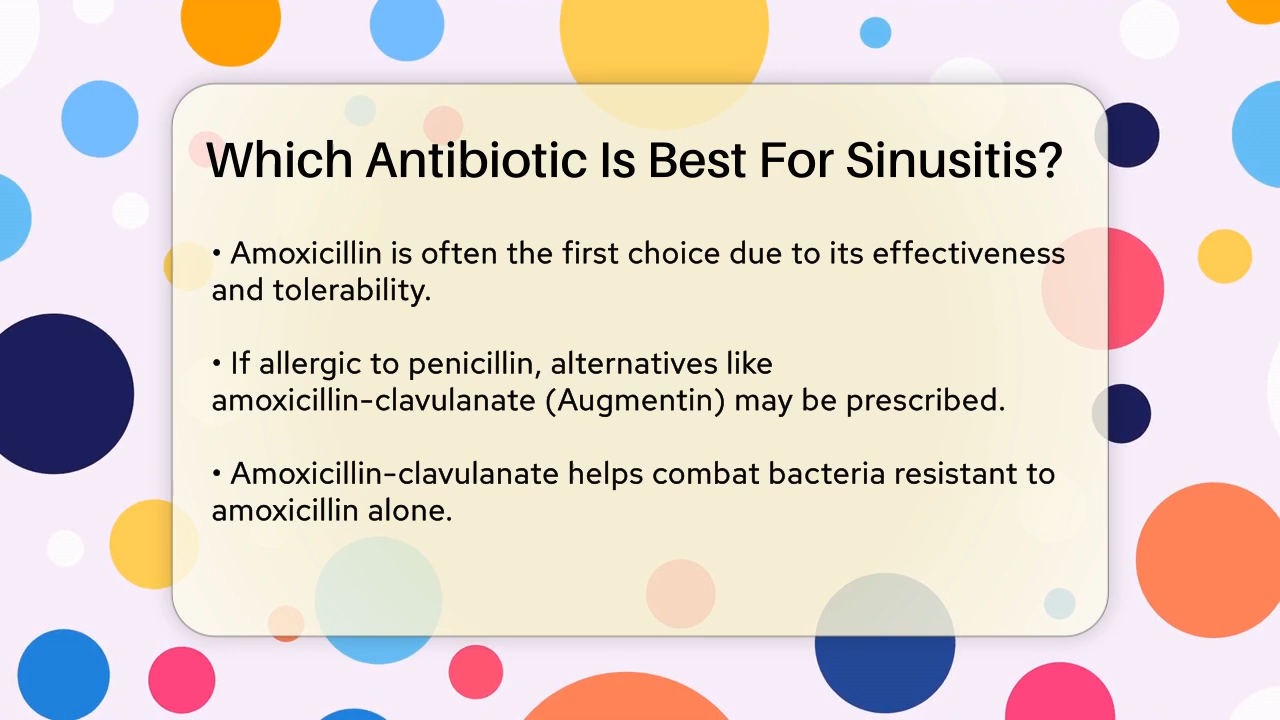 Which Antibiotic Is Best For Sinusitis?
• Amoxicillin is often the first choice due to its effectiveness
and tolerability.
• If allergic to penicillin, alternatives like
amoxicillin-clavulanate (Augmentin) may be prescribed.
• Amoxicillin-clavulanate helps combat bacteria resistant to
amoxicillin alone.